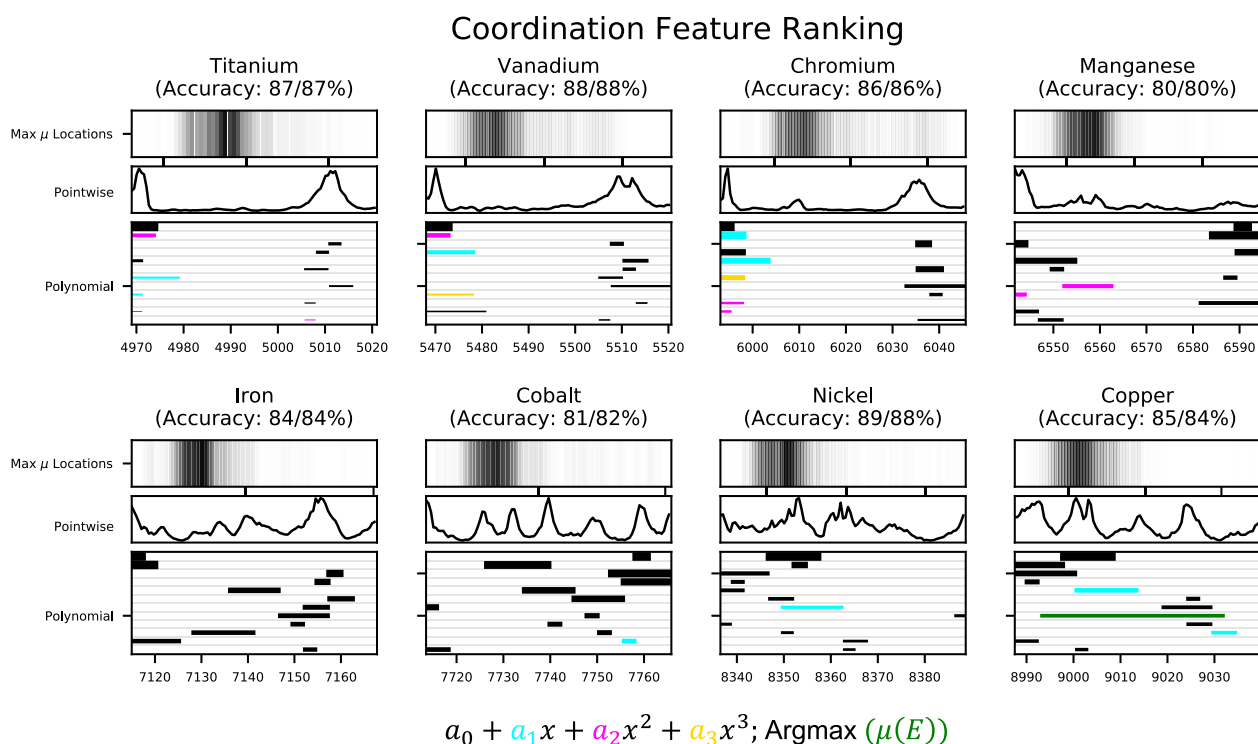 Coordination Feature Ranking
Titanium
(Accuracy: 87/87%)
Vanadium
(Accuracy: 88/88%)
Chromium
(Accuracy: 86/86%)
Manganese
(Accuracy: 80/80%)
Max μ Locations
Pointwise
Polynomial
4970 4980 4990 5000 5010 5020
5470 5480 5490 5500 5510 5520
6000 6010 6020 6030 6040
6550 6560 6570 6580 6590
Iron
(Accuracy: 84/84%)
Cobalt
(Accuracy: 81/82%)
Nickel
(Accuracy: 89/88%)
Copper
(Accuracy: 85/84%)
Max μ Locations
Pointwise
Polynomial
7120 7130 7140 7150 7160
7720 7730 7740 7750 7760
8340 8350 8360 8370 8380
8990 9000 9010 9020 9030
a₀ + a₁x + a₂x² + a₃x³; Argmax (μ(E))